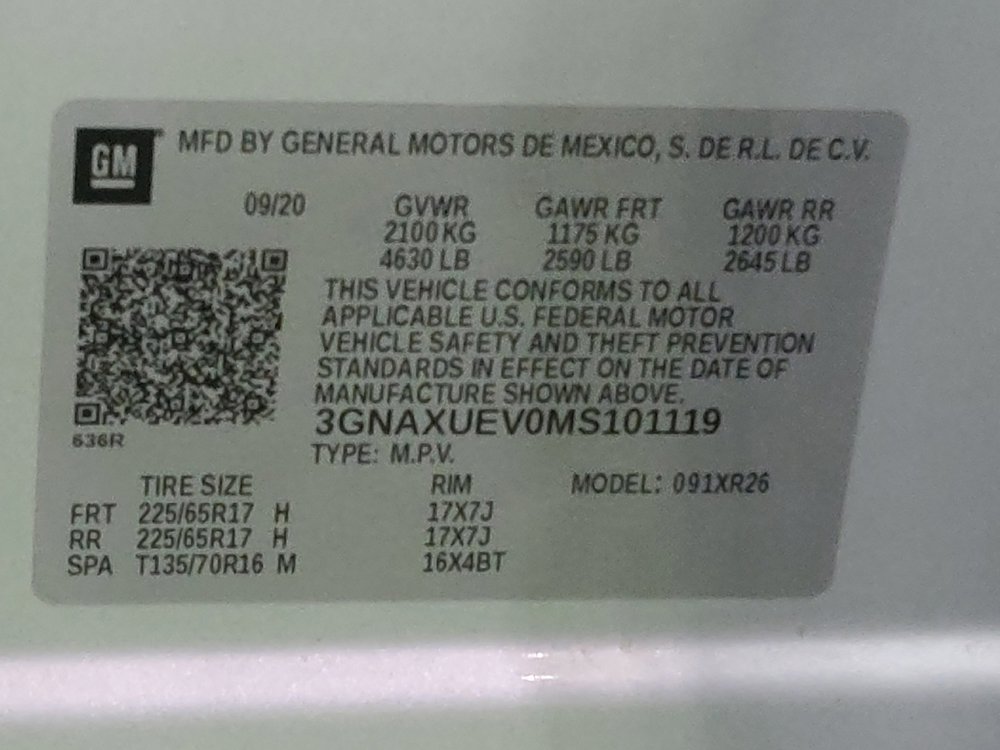 GM MFD BY GENERAL MOTORS DE MEXICO, S. DE R.L. DE C.V.
09/20 GVWR GAWR FRT GAWR RR
2100 KG 1175 KG 1200 KG
4630 LB 2590 LB 2645 LB
THIS VEHICLE CONFORMS TO ALL
APPLICABLE U.S. FEDERAL MOTOR
VEHICLE SAFETY AND THEFT PREVENTION
STANDARDS IN EFFECT ON THE DATE OF
MANUFACTURE SHOWN ABOVE.
3GNAXUEV0MS101119
636R
TYPE: M.P.V.
TIRE SIZE RIM MODEL: 091XR26
FRT 225/65R17 H 17X7J
RR 225/65R17 H 17X7J
SPA T135/70R16 M 16X4BT